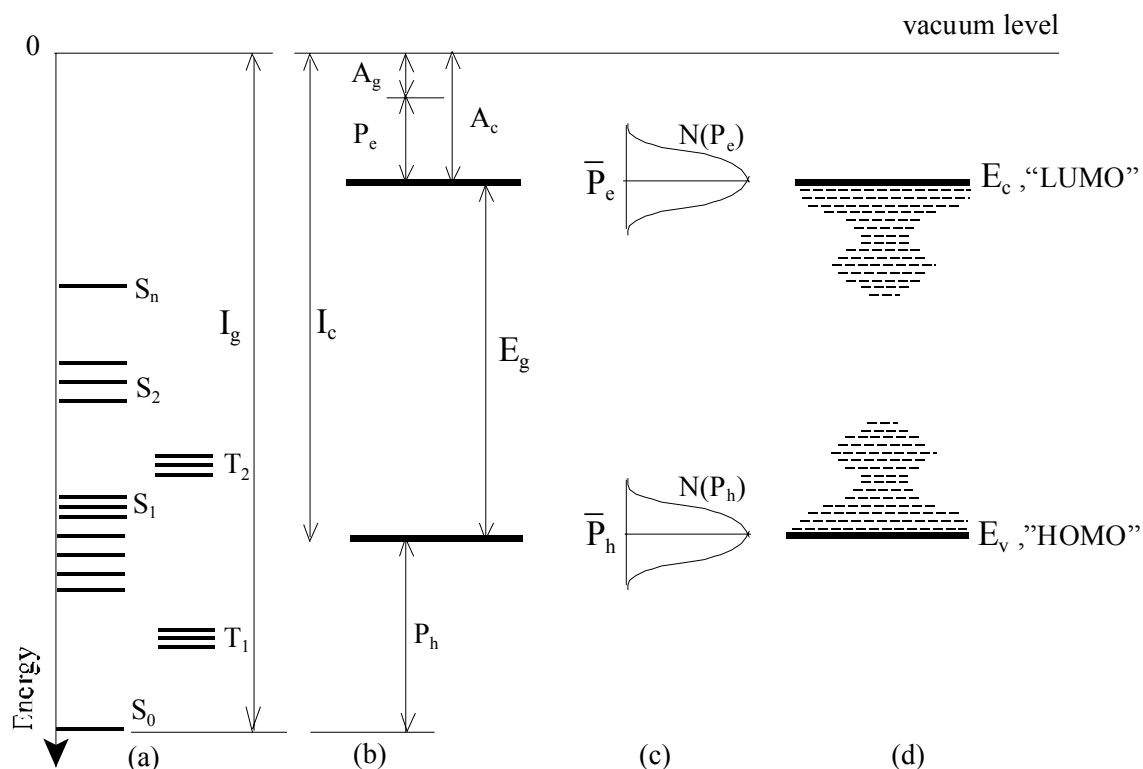 vacuum level
0
A_g
A_c
P_e
N(P_e)
P̅_e
E_c ,“LUMO”
S_n
I_g
I_c
E_g
S_2
T_2
S_1
N(P_h)
P̅_h
E_v ,”HOMO”
T_1
P_h
Energy
S_0
(a)
(b)
(c)
(d)